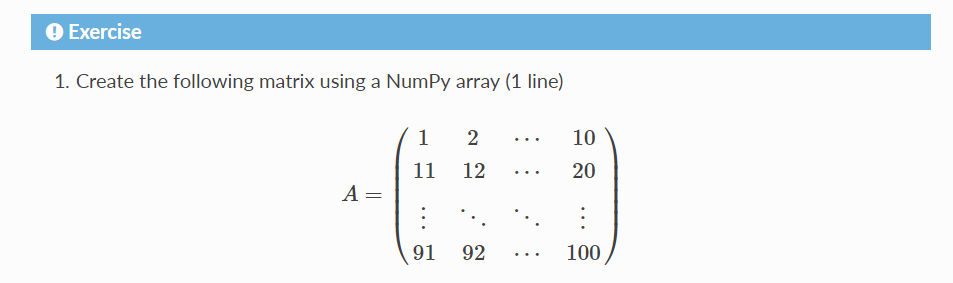 Exercise
1. Create the following matrix using a NumPy array (1 line)
1 2 ⋯ 10
11 12 ⋯ 20
A =
⋮ ⋱ ⋱ ⋮
91 92 ⋯ 100